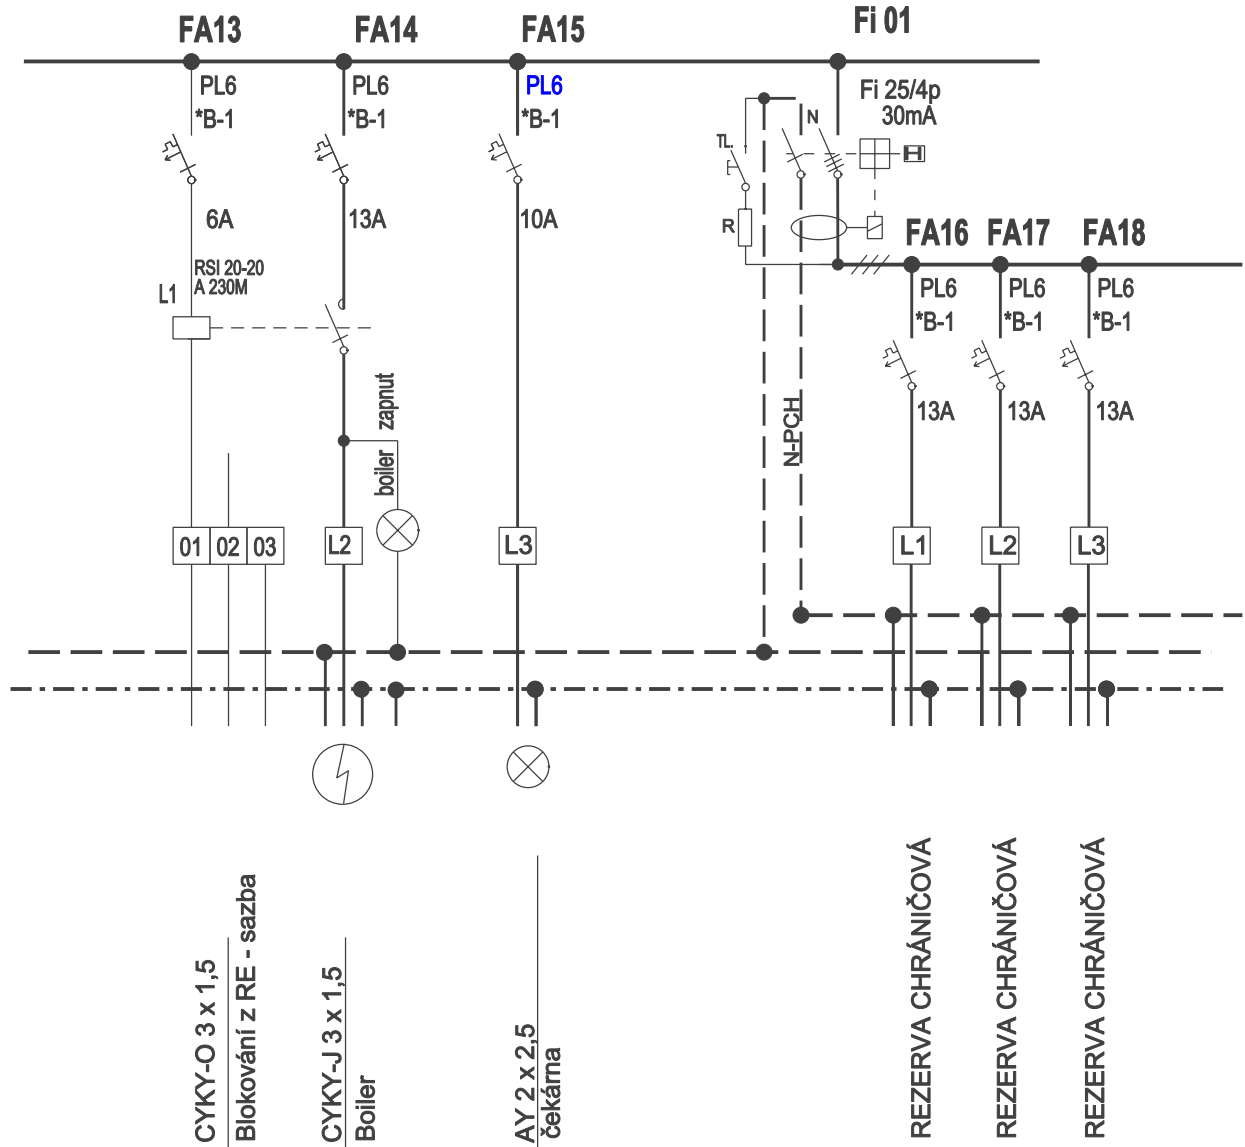 FA13
FA14
FA15
Fi 01
PL6
*B-1
6A
PL6
*B-1
13A
PL6
*B-1
10A
Fi 25/4p
30mA
TL.
N
R
RSI 20-20
A 230M
L1
FA16
FA17
FA18
PL6
*B-1
13A
PL6
*B-1
13A
PL6
*B-1
13A
boiler zapnut
N-PCH
01
02
03
L2
L3
L1
L2
L3
CYKY-O 3 x 1,5
Blokování z RE - sazba
CYKY-J 3 x 1,5
Boiler
AY 2 x 2,5
čekárna
REZERVA CHRÁNIČOVÁ
REZERVA CHRÁNIČOVÁ
REZERVA CHRÁNIČOVÁ